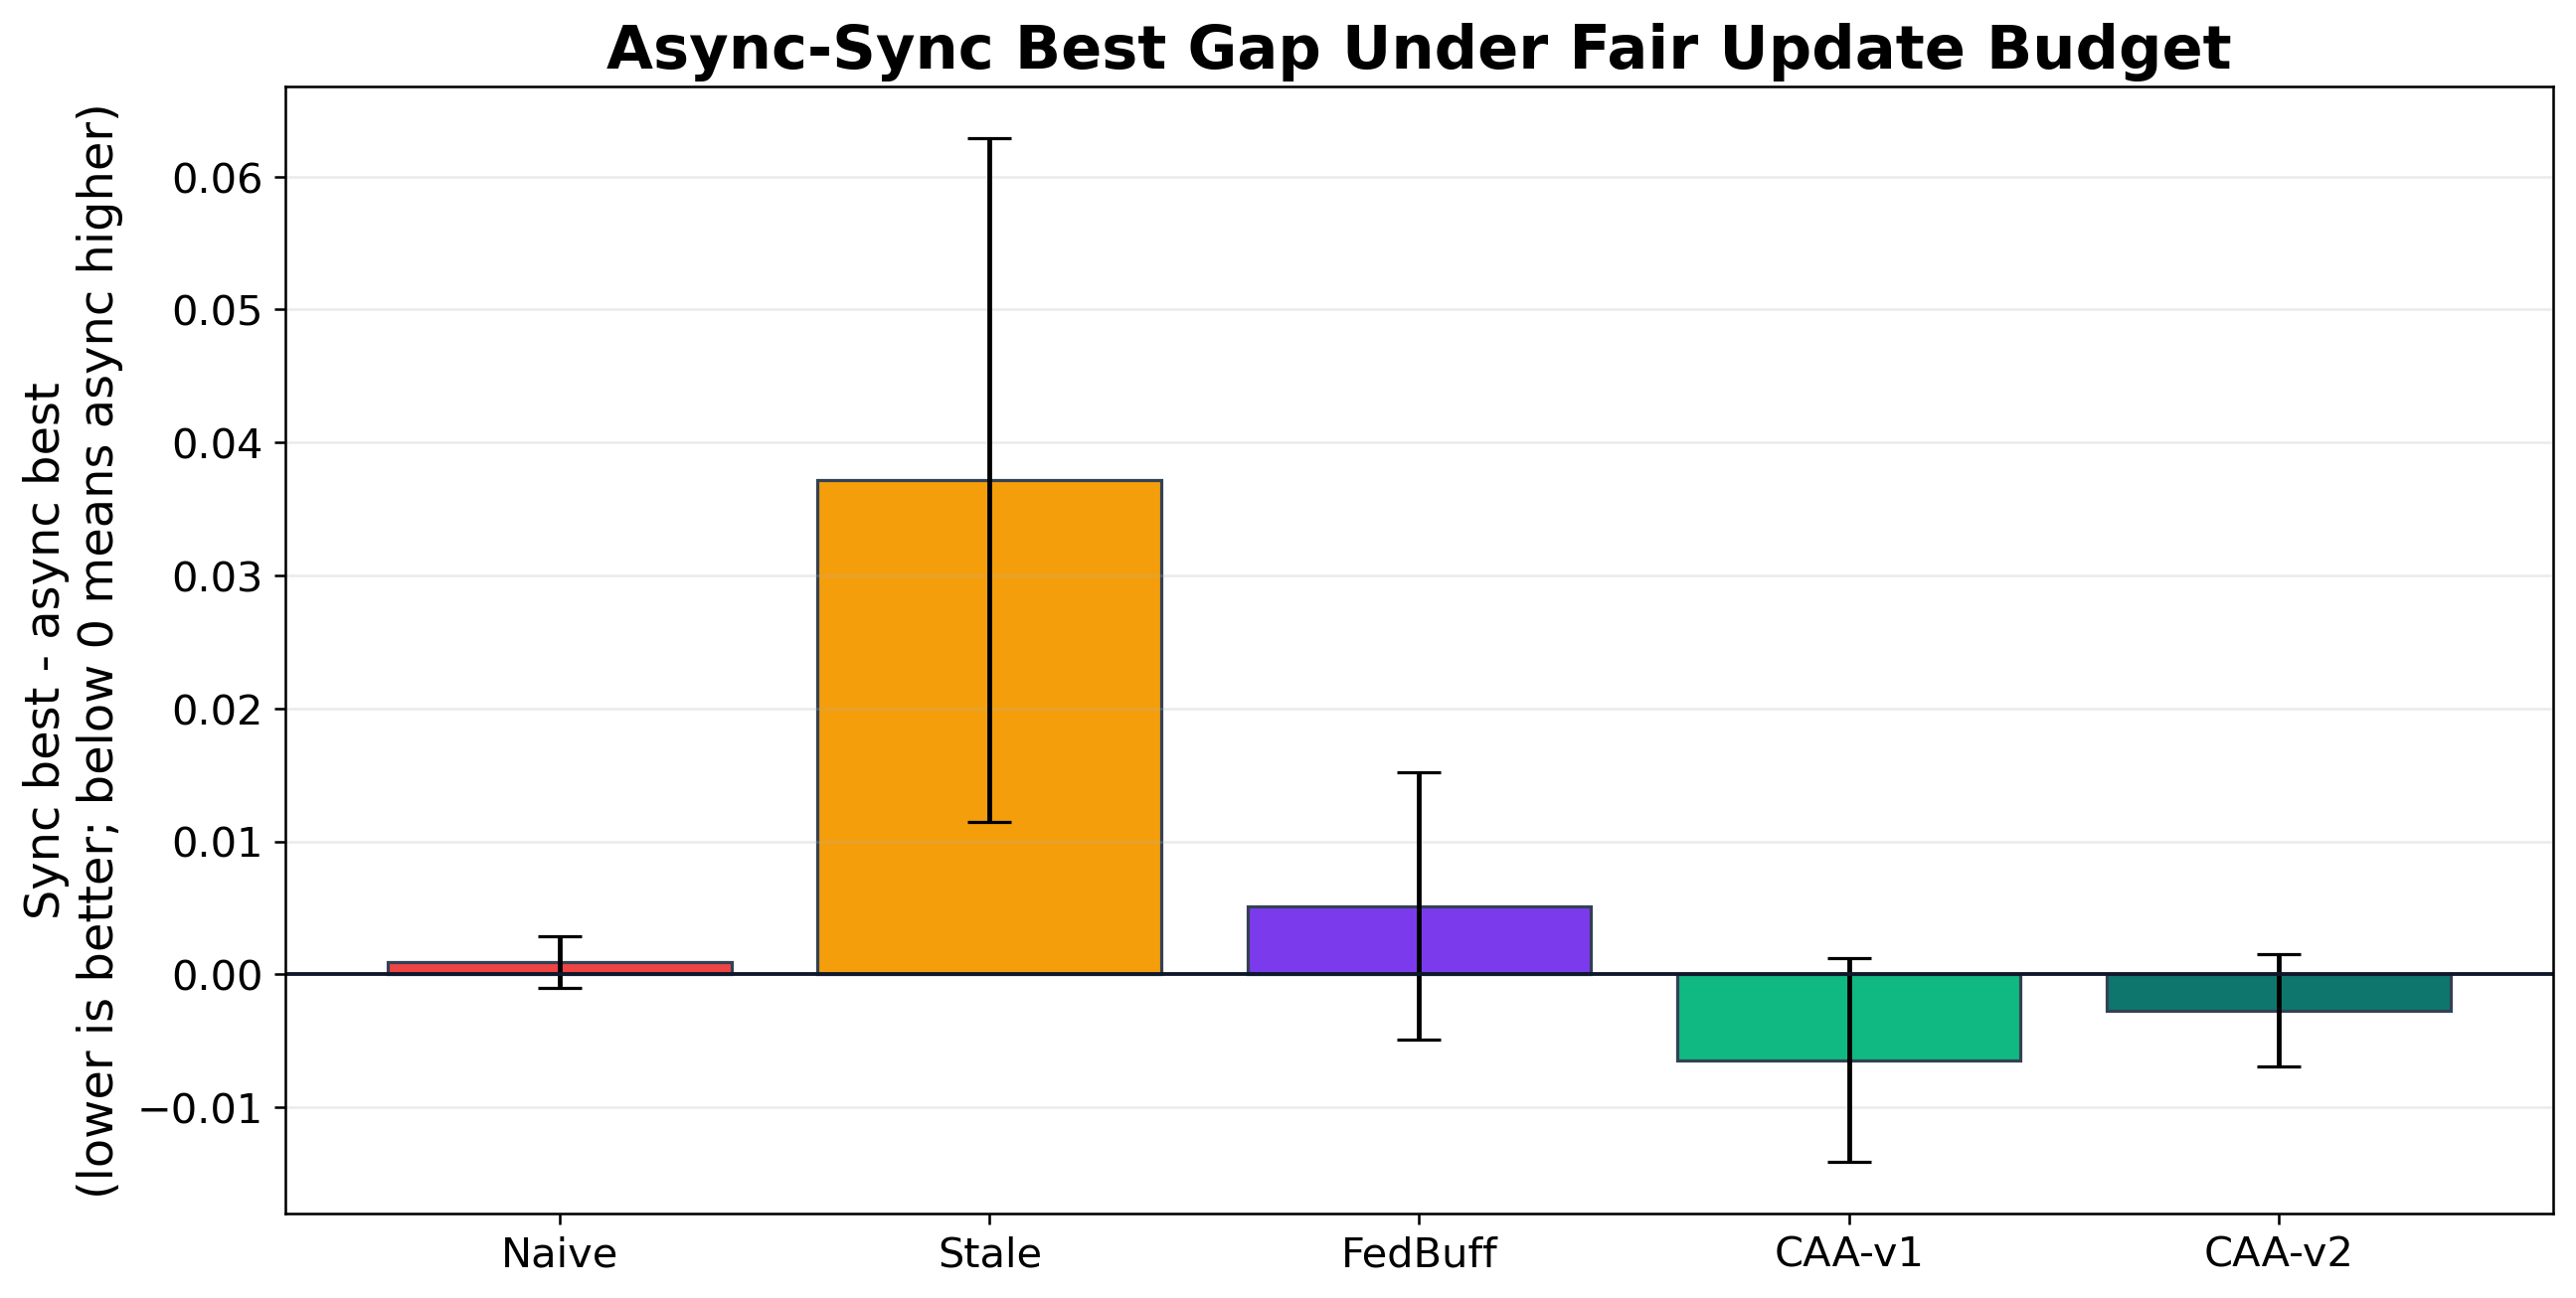 Async-Sync Best Gap Under Fair Update Budget
Sync best - async best
(lower is better; below 0 means async higher)
0.06
0.05
0.04
0.03
0.02
0.01
0.00
−0.01
Naive
Stale
FedBuff
CAA-v1
CAA-v2